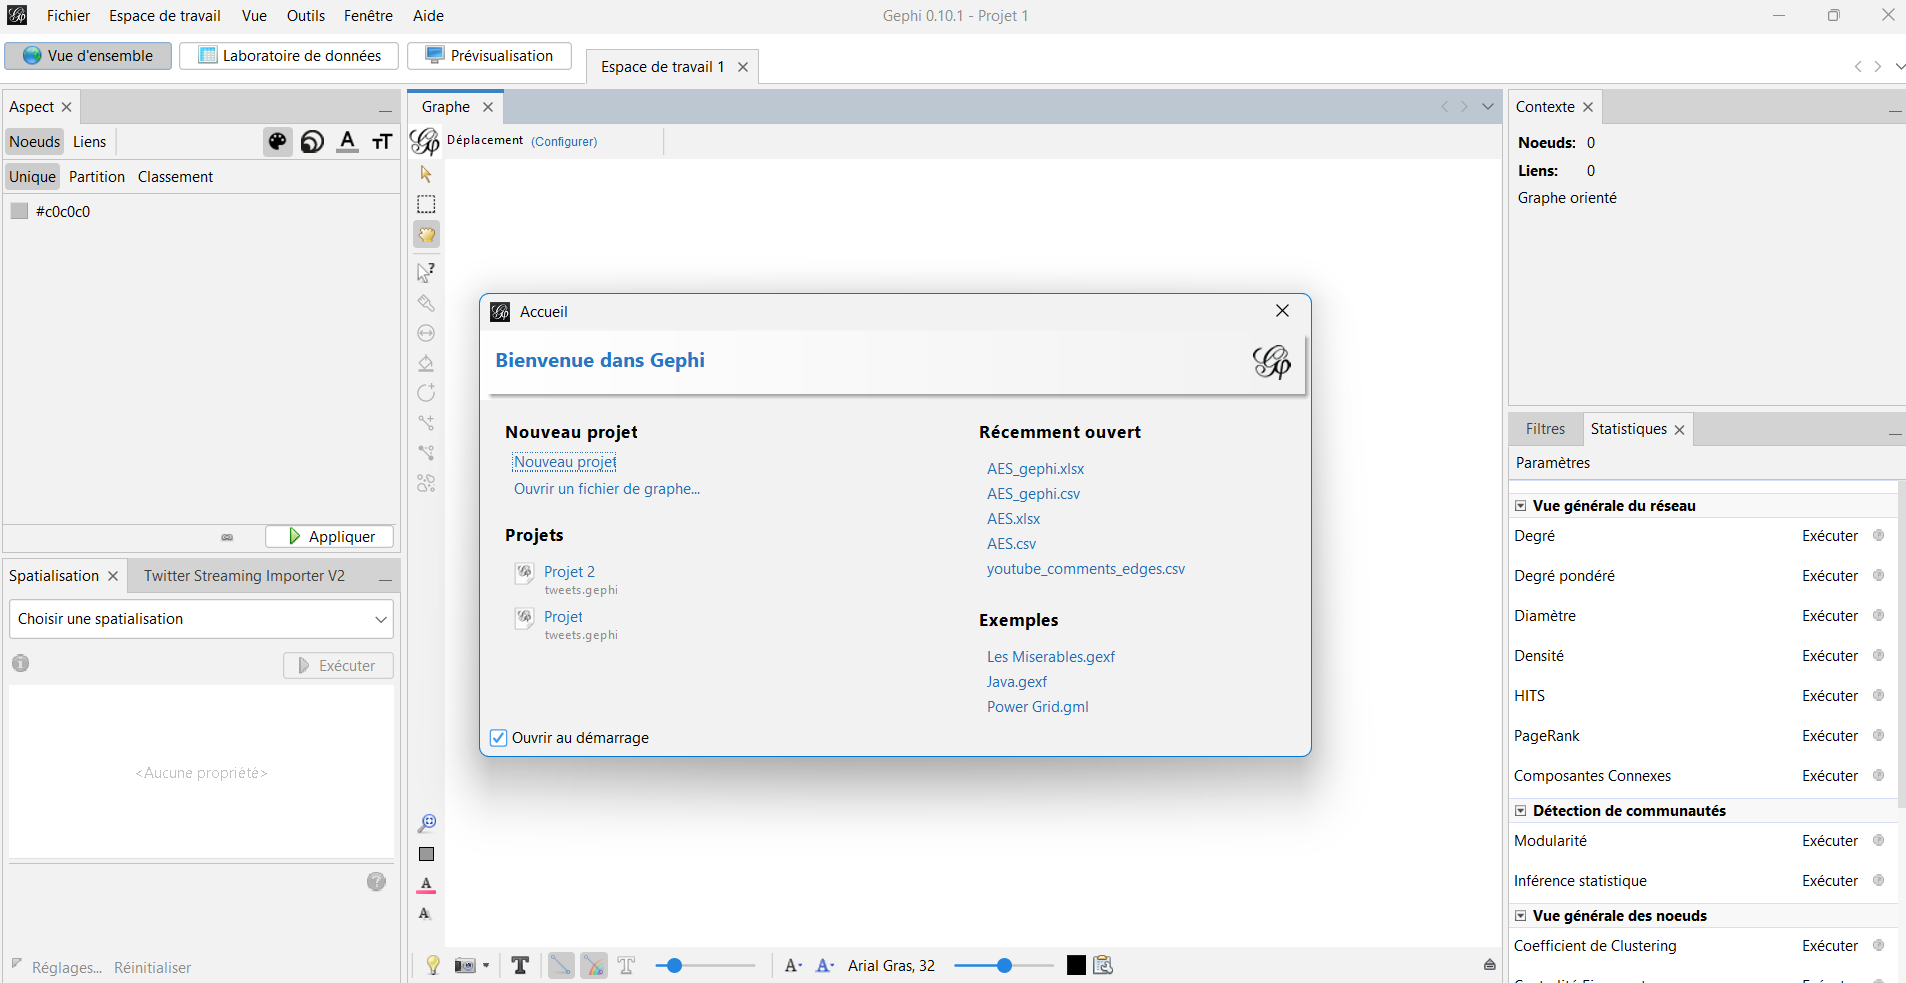 Fichier Espace de travail Vue Outils Fenêtre Aide Gephi 0.10.1 - Projet 1
Vue d'ensemble Laboratoire de données Prévisualisation Espace de travail 1
Aspect
Noeuds Liens
Unique Partition Classement
#c0c0c0
Appliquer
Spatialisation Twitter Streaming Importer V2
Choisir une spatialisation
Exécuter
<Aucune propriété>
Réglages... Réinitialiser
Graphe
Déplacement (Configurer)
Accueil
Bienvenue dans Gephi
Nouveau projet
Nouveau projet
Ouvrir un fichier de graphe...
Projets
Projet 2
tweets.gephi
Projet
tweets.gephi
Récemment ouvert
AES_gephi.xlsx
AES_gephi.csv
AES.xlsx
AES.csv
youtube_comments_edges.csv
Exemples
Les Miserables.gexf
Java.gexf
Power Grid.gml
Ouvrir au démarrage
Arial Gras, 32
Contexte
Noeuds: 0
Liens: 0
Graphe orienté
Filtres Statistiques
Paramètres
Vue générale du réseau
Degré Exécuter
Degré pondéré Exécuter
Diamètre Exécuter
Densité Exécuter
HITS Exécuter
PageRank Exécuter
Composantes Connexes Exécuter
Détection de communautés
Modularité Exécuter
Inférence statistique Exécuter
Vue générale des noeuds
Coefficient de Clustering Exécuter